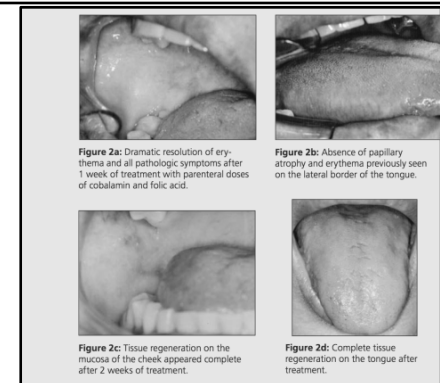 Figure 2a: Dramatic resolution of ery-
thema and all pathologic symptoms after
1 week of treatment with parenteral doses
of cobalamin and folic acid.
Figure 2b: Absence of papillary
atrophy and erythema previously seen
on the lateral border of the tongue.
Figure 2c: Tissue regeneration on the
mucosa of the cheek appeared complete
after 2 weeks of treatment.
Figure 2d: Complete tissue
regeneration on the tongue after
treatment.